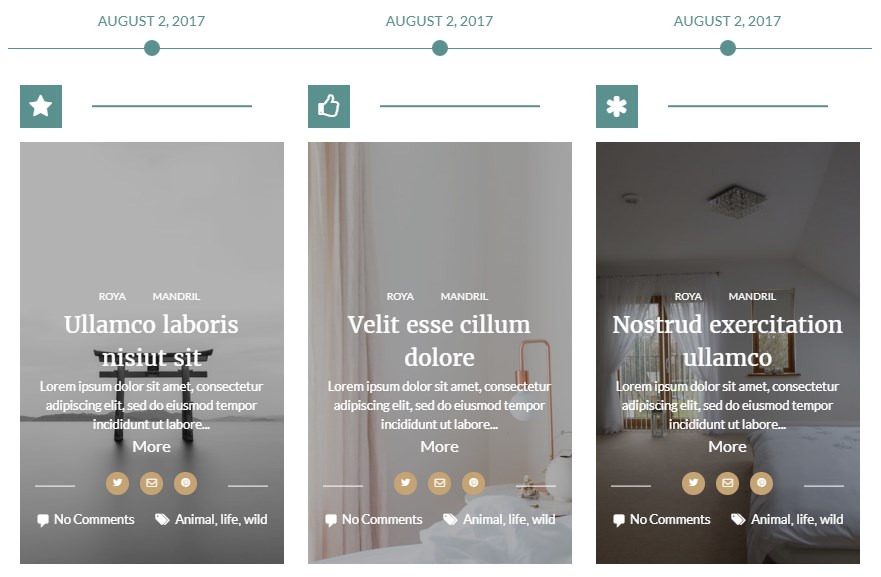 AUGUST 2, 2017
AUGUST 2, 2017
AUGUST 2, 2017
ROYA MANDRIL
Ullamco laboris
nisiut sit
Lorem ipsum dolor sit amet, consectetur
adipiscing elit, sed do eiusmod tempor
incididunt ut labore...
More
No Comments Animal, life, wild
ROYA MANDRIL
Velit esse cillum
dolore
Lorem ipsum dolor sit amet, consectetur
adipiscing elit, sed do eiusmod tempor
incididunt ut labore...
More
No Comments Animal, life, wild
ROYA MANDRIL
Nostrud exercitation
ullamco
Lorem ipsum dolor sit amet, consectetur
adipiscing elit, sed do eiusmod tempor
incididunt ut labore...
More
No Comments Animal, life, wild